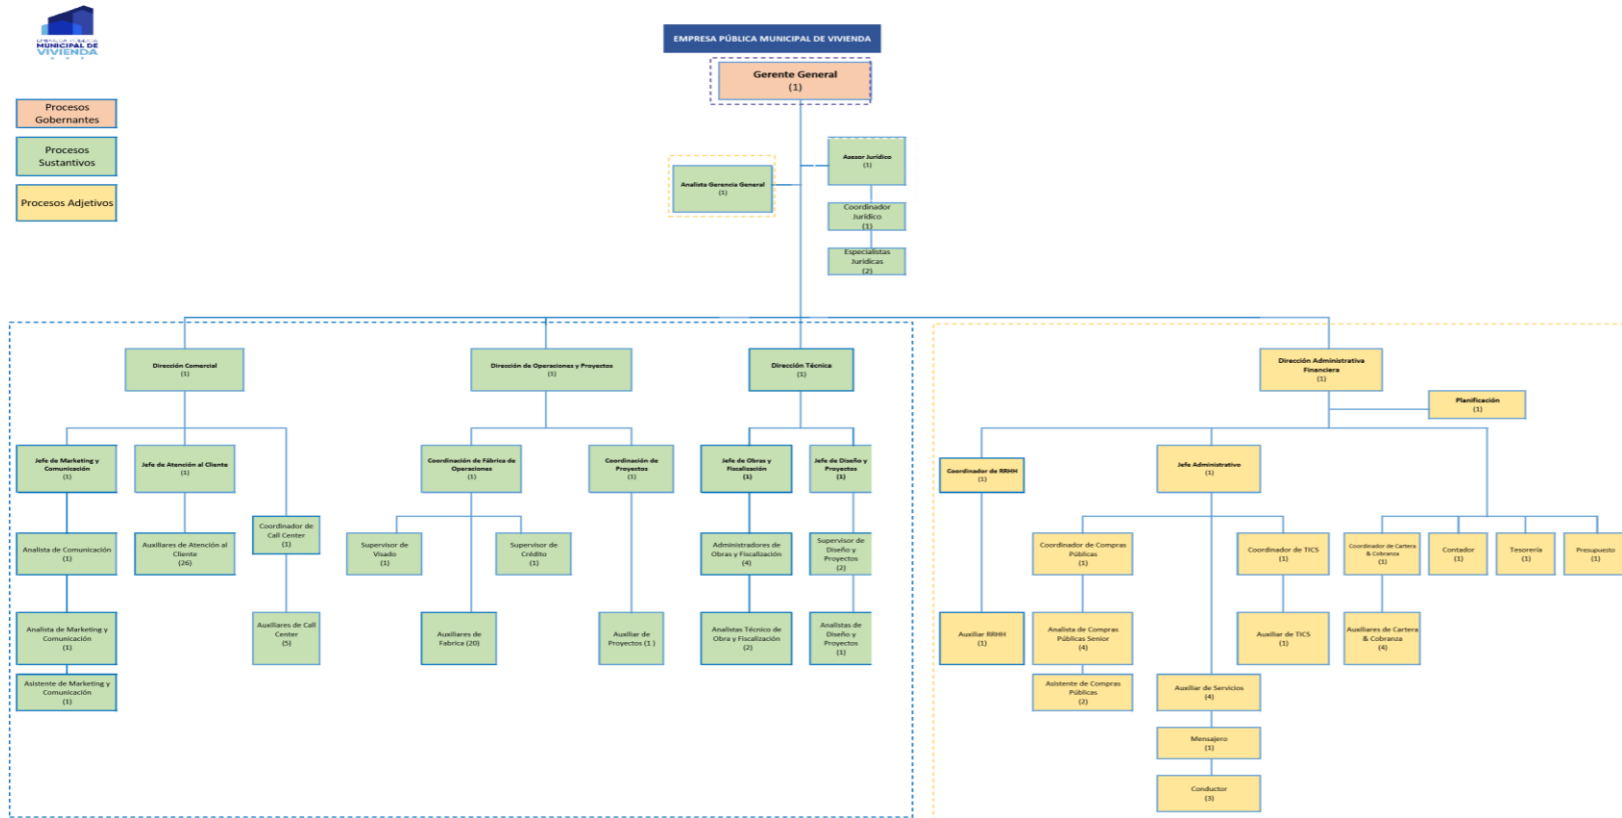 EMPRESA PÚBLICA
MUNICIPAL DE
VIVIENDA
EMPRESA PÚBLICA MUNICIPAL DE VIVIENDA
Gerente General
(1)
Procesos
Gobernantes
Procesos
Sustantivos
Procesos Adjetivos
Asesor Jurídico
(1)
Analista Gerencia General
(1)
Coordinador
Jurídico
(1)
Especialistas
Jurídicas
(2)
Dirección Comercial
(1)
Dirección de Operaciones y Proyectos
(1)
Dirección Técnica
(1)
Dirección Administrativa
Financiera
(1)
Planificación
(1)
Jefe de Marketing y
Comunicación
(1)
Jefe de Atención al Cliente
(1)
Coordinación de Fábrica de
Operaciones
(1)
Coordinación de
Proyectos
(1)
Jefe de Obras y
Fiscalización
(1)
Jefe de Diseño y
Proyectos
(1)
Coordinador de RRHH
(1)
Jefe Administrativo
(1)
Analista de Comunicación
(1)
Auxiliares de Atención al
Cliente
(26)
Coordinador de
Call Center
(1)
Supervisor de
Visado
(1)
Supervisor de
Crédito
(1)
Administradores de
Obras y Fiscalización
(4)
Supervisor de
Diseño y
Proyectos
(2)
Coordinador de Compras
Públicas
(1)
Coordinador de TICS
(1)
Coordinador de Cartera
& Cobranza
(1)
Contador
(1)
Tesorería
(1)
Presupuesto
(1)
Analista de Marketing y
Comunicación
(1)
Auxiliares de Call
Center
(5)
Auxiliares de
Fabrica (20)
Auxiliar de
Proyectos (1 )
Analistas Técnico de
Obra y Fiscalización
(2)
Analistas de
Diseño y
Proyectos
(1)
Auxiliar RRHH
(1)
Analista de Compras
Públicas Senior
(4)
Auxiliar de TICS
(1)
Auxiliares de Cartera
& Cobranza
(4)
Asistente de Marketing y
Comunicación
(1)
Asistente de Compras
Públicas
(2)
Auxiliar de Servicios
(4)
Mensajero
(1)
Conductor
(3)